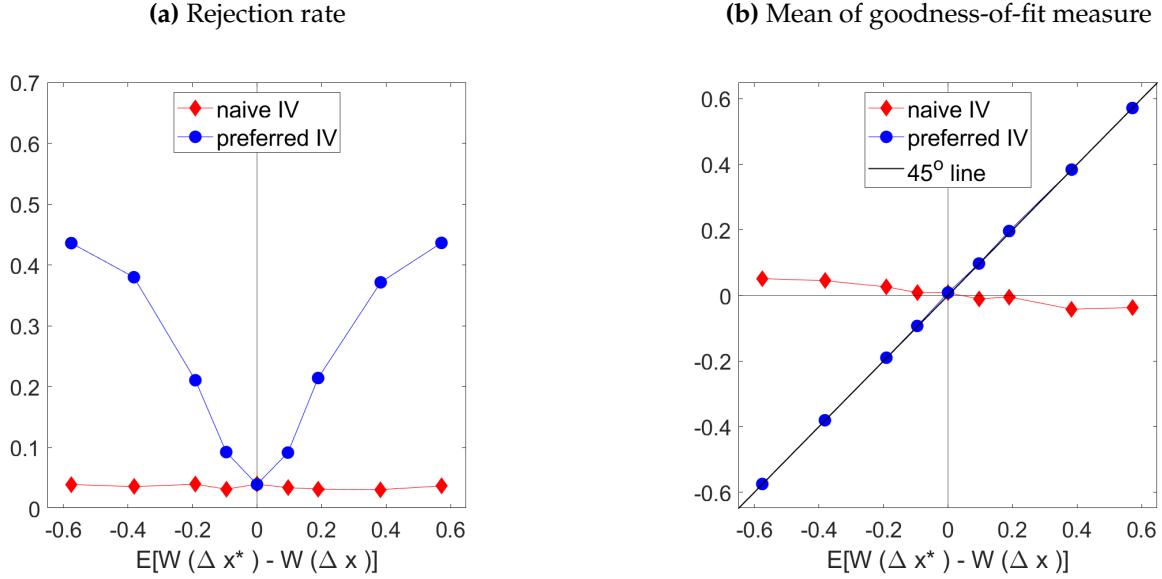 (a) Rejection rate
0.7
0.6
0.5
0.4
0.3
0.2
0.1
0
naive IV
preferred IV
-0.6 -0.4 -0.2 0 0.2 0.4 0.6
E[W (Δ x* ) - W (Δ x )]
(b) Mean of goodness-of-fit measure
0.6
0.4
0.2
0
-0.2
-0.4
-0.6
naive IV
preferred IV
45° line
-0.6 -0.4 -0.2 0 0.2 0.4 0.6
E[W (Δ x* ) - W (Δ x )]